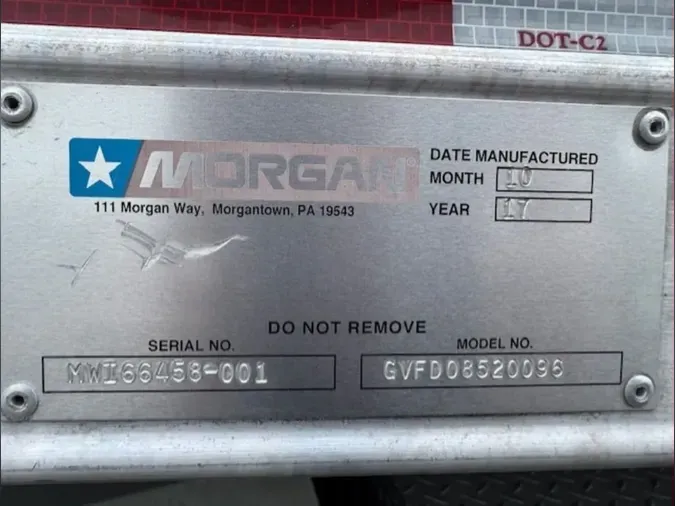 DOT-C2
MORGAN
111 Morgan Way, Morgantown, PA 19543
DATE MANUFACTURED
MONTH 10
YEAR 17
DO NOT REMOVE
SERIAL NO. MODEL NO.
MWI66458-001 GVFD08520096